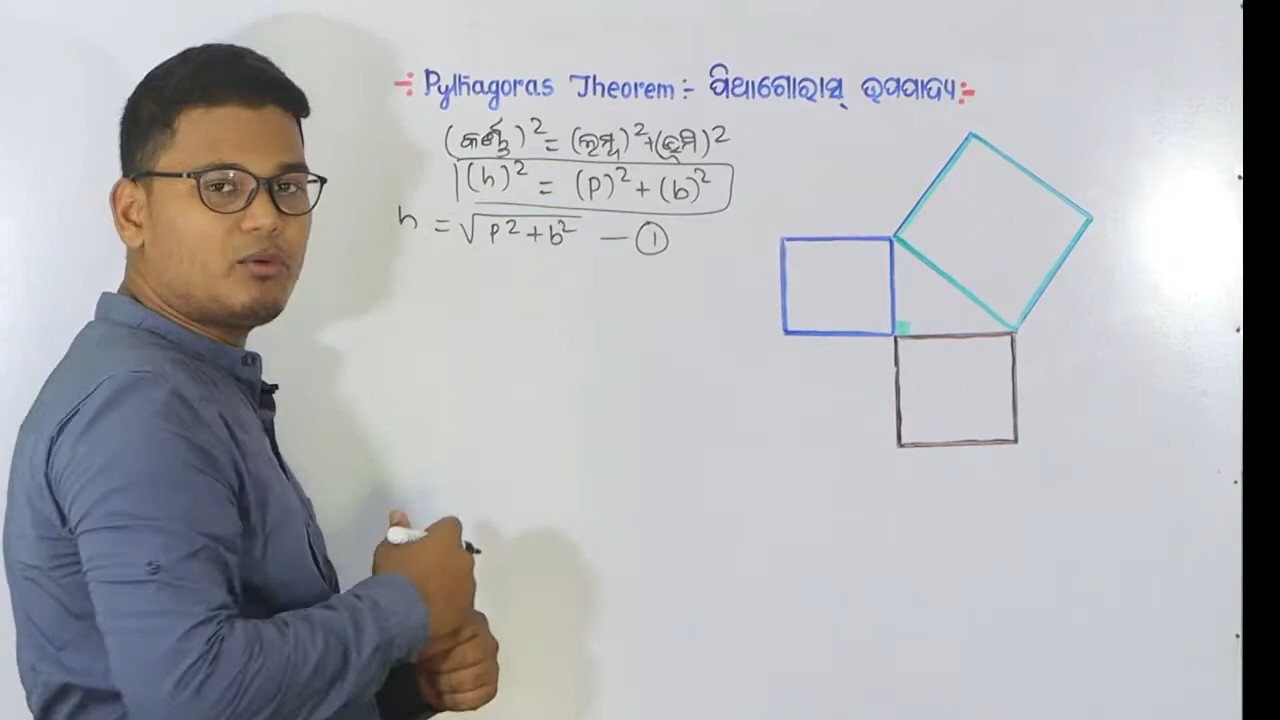 Pythagoras Theorem :- ପିଥାଗୋରାସ୍ ଉପପାଦ୍ୟ :-
(କର୍ଣ୍ଣ)² = (ଲମ୍ବ)² + (ଭୂମି)²
(h)² = (p)² + (b)²
h = √p² + b² — ①